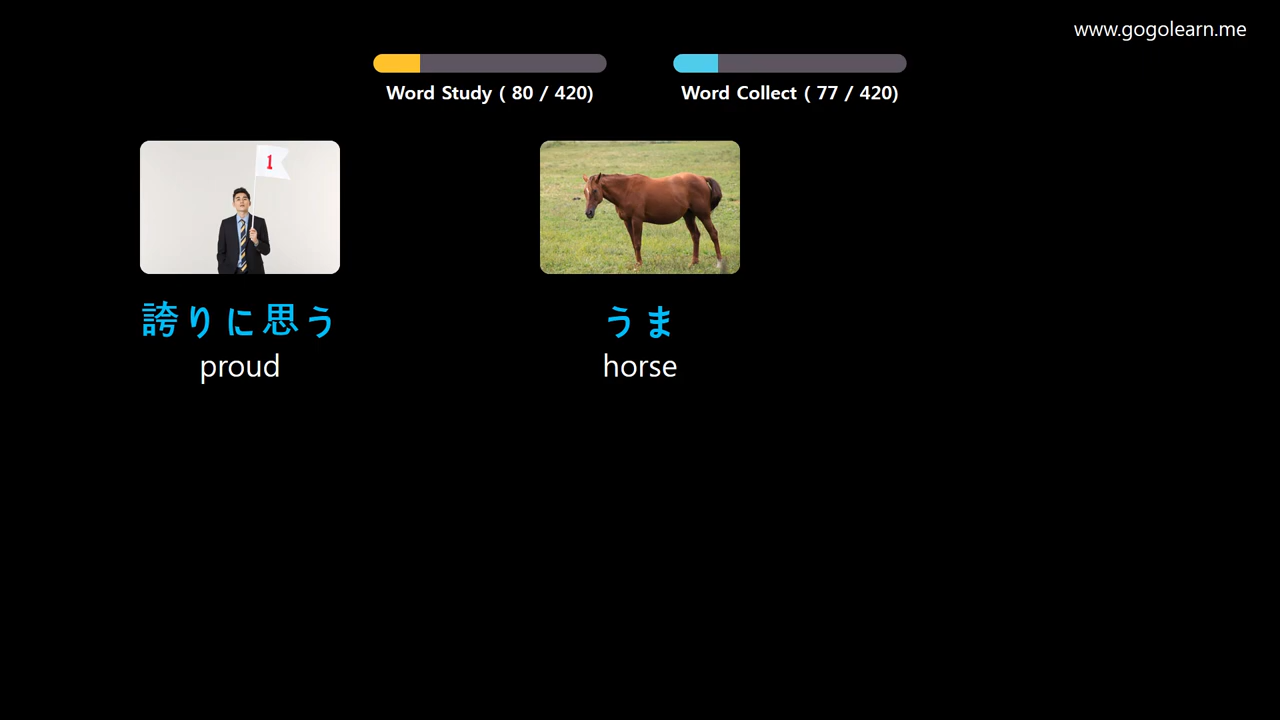 www.gogolearn.me
Word Study ( 80 / 420)
Word Collect ( 77 / 420)
1
誇りに思う
proud
うま
horse